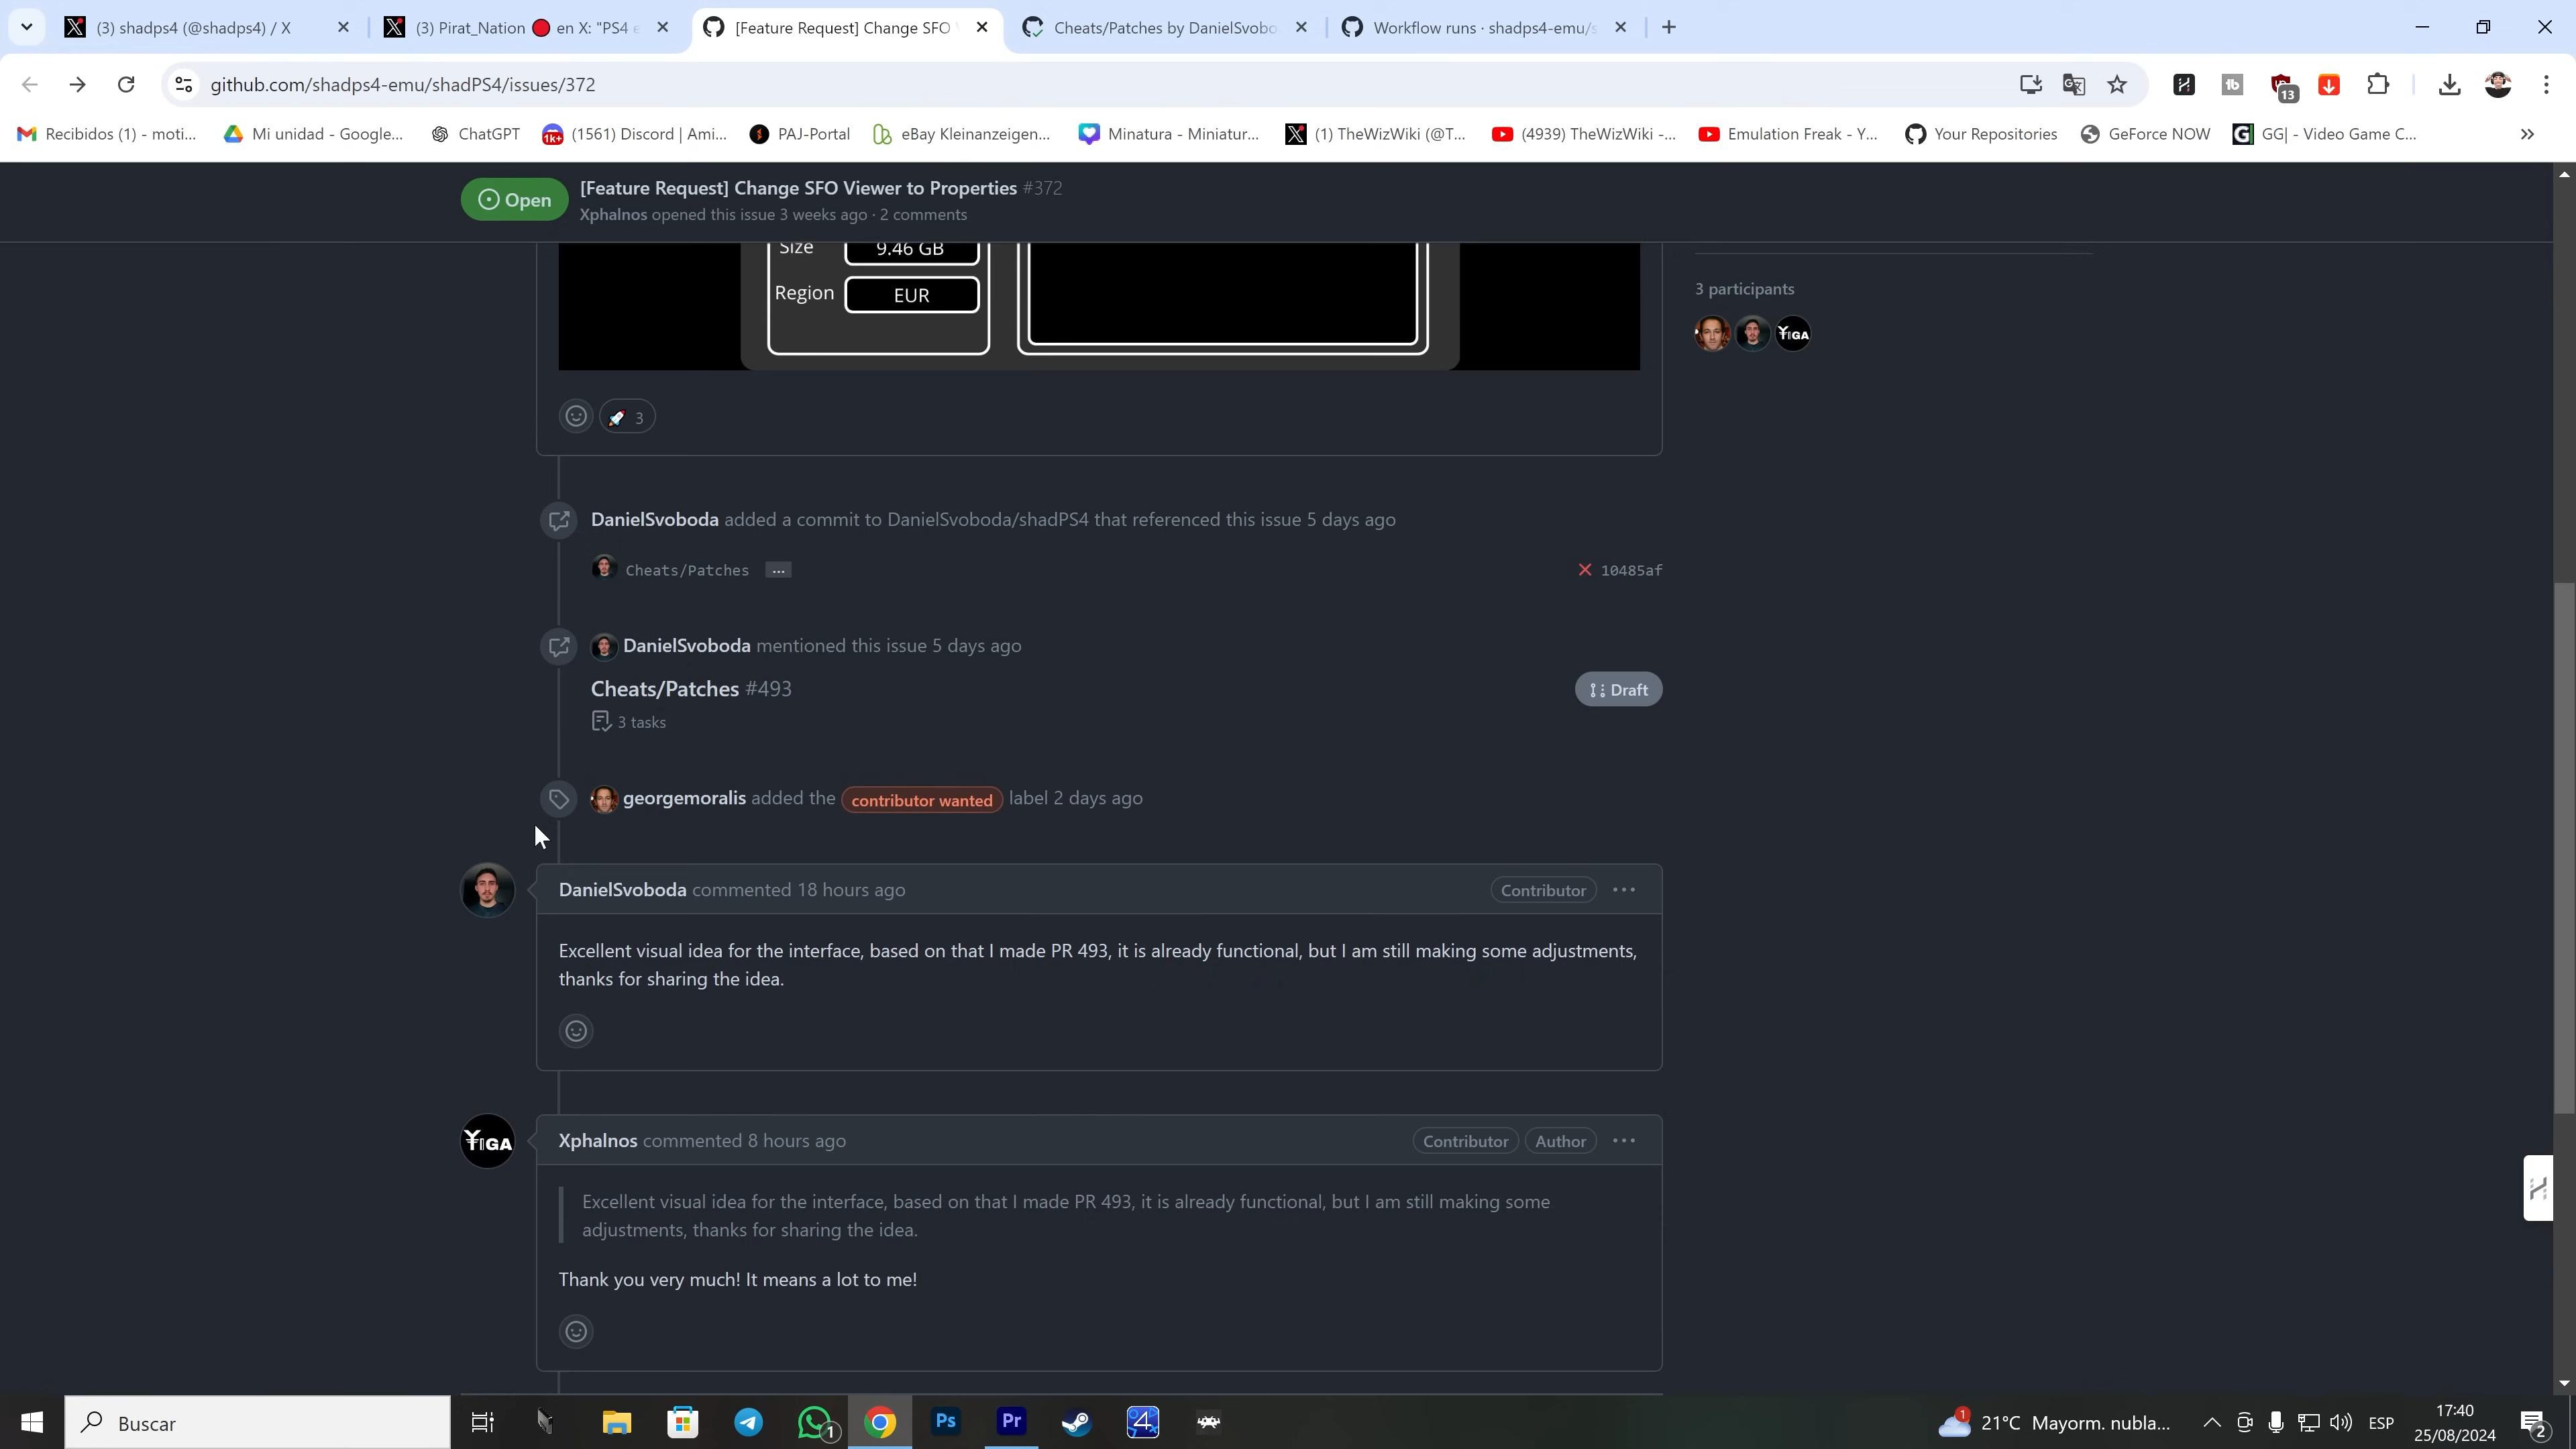 (3) shadps4 (@shadps4) / X
(3) Pirat_Nation 🔴 en X: "PS4 e
[Feature Request] Change SFO V
Cheats/Patches by DanielSvobo
Workflow runs · shadps4-emu/s
github.com/shadps4-emu/shadPS4/issues/372
13
Recibidos (1) - moti...
Mi unidad - Google...
ChatGPT
1K+
(1561) Discord | Ami...
PAJ-Portal
eBay Kleinanzeigen...
Minatura - Miniatur...
(1) TheWizWiki (@T...
(4939) TheWizWiki -...
Emulation Freak - Y...
Your Repositories
GeForce NOW
GG| - Video Game C...
Open
[Feature Request] Change SFO Viewer to Properties #372
Xphalnos opened this issue 3 weeks ago · 2 comments
Size 9.46 GB
Region EUR
3 participants
YIGA
🚀 3
DanielSvoboda added a commit to DanielSvoboda/shadPS4 that referenced this issue 5 days ago
Cheats/Patches ... 10485af
DanielSvoboda mentioned this issue 5 days ago
Cheats/Patches #493 Draft
3 tasks
georgemoralis added the contributor wanted label 2 days ago
DanielSvoboda commented 18 hours ago Contributor ...
Excellent visual idea for the interface, based on that I made PR 493, it is already functional, but I am still making some adjustments,
thanks for sharing the idea.
YIGA
Xphalnos commented 8 hours ago Contributor Author ...
Excellent visual idea for the interface, based on that I made PR 493, it is already functional, but I am still making some
adjustments, thanks for sharing the idea.
Thank you very much! It means a lot to me!
Buscar
1
Ps
Pr
4
1
21°C Mayorm. nubla...
ESP
17:40
25/08/2024
2